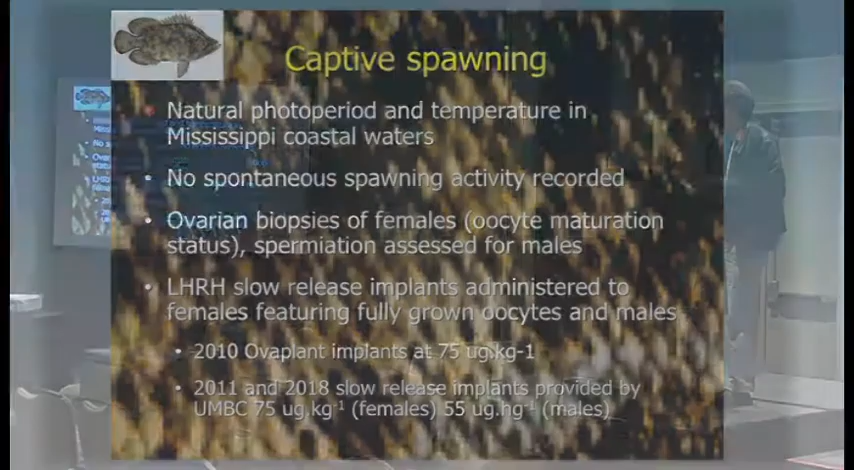 Captive spawning
Natural photoperiod and temperature in
Mississippi coastal waters
• No spontaneous spawning activity recorded
• Ovarian biopsies of females (oocyte maturation
status), spermiation assessed for males
• LHRH slow release implants administered to
females featuring fully grown oocytes and males
• 2010 Ovaplant implants at 75 ug.kg-1
• 2011 and 2018 slow release implants provided by
UMBC 75 ug.kg-1 (females) 55 ug.hg-1 (males)